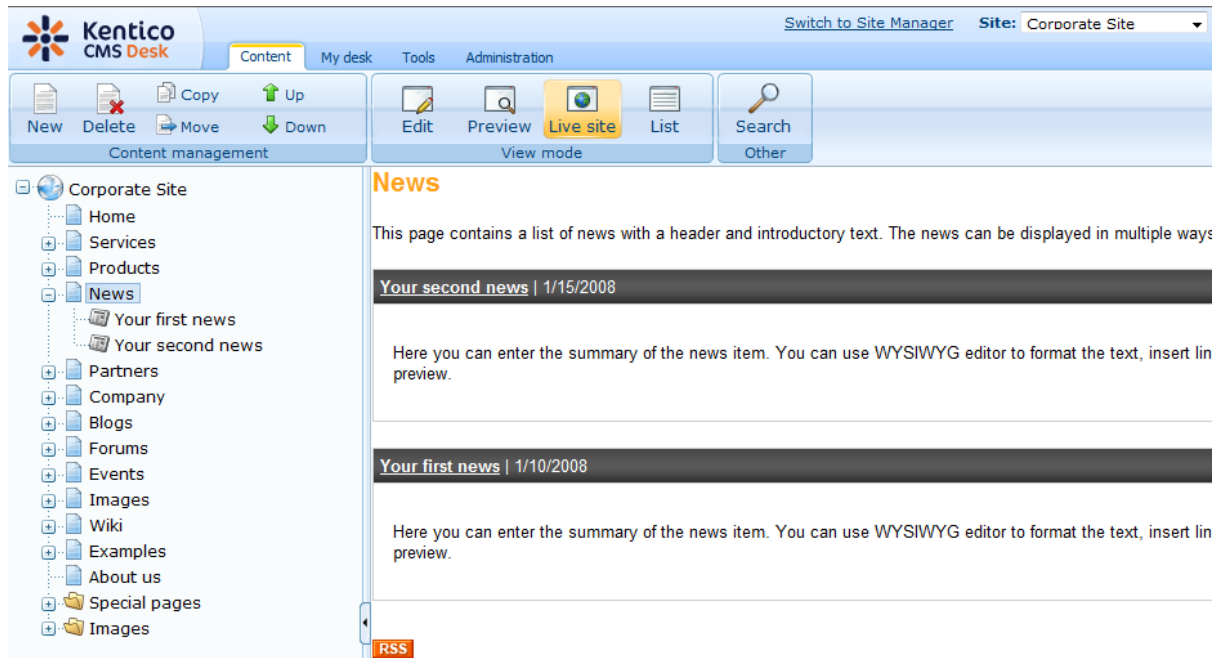 Kentico
CMS Desk
Switch to Site Manager Site: Corporate Site
Content My desk Tools Administration
New Delete Copy Move Up Down
Content management
Edit Preview Live site List
View mode
Search
Other
Corporate Site
Home
Services
Products
News
Your first news
Your second news
Partners
Company
Blogs
Forums
Events
Images
Wiki
Examples
About us
Special pages
Images
News
This page contains a list of news with a header and introductory text. The news can be displayed in multiple ways
Your second news | 1/15/2008
Here you can enter the summary of the news item. You can use WYSIWYG editor to format the text, insert lin
preview.
Your first news | 1/10/2008
Here you can enter the summary of the news item. You can use WYSIWYG editor to format the text, insert lin
preview.
RSS